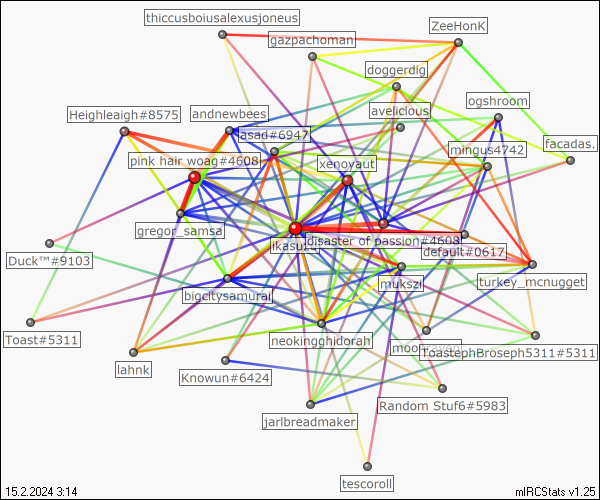 thiccusboiusalexusjoneus
ZeeHonK
gazpachoman
doggerdig
ogshroom
avelicious
Heighleaigh#8575
andnewbees
asad#6947
mingus4742
facadas.
pink hair woag#4608
xenoyaut
gregor_samsa
disaster of passion#4608
default#0617
Duck™#9103
bigcitysamurai
mukszi
turkey_mcnugget
Toast#5311
neokingghidorah
ToastephBroseph5311#5311
lahnk
Knowun#6424
Random Stuf6#5983
jarlbreadmaker
tescoroll
15.2.2024 3:14
mIRCStats v1.25